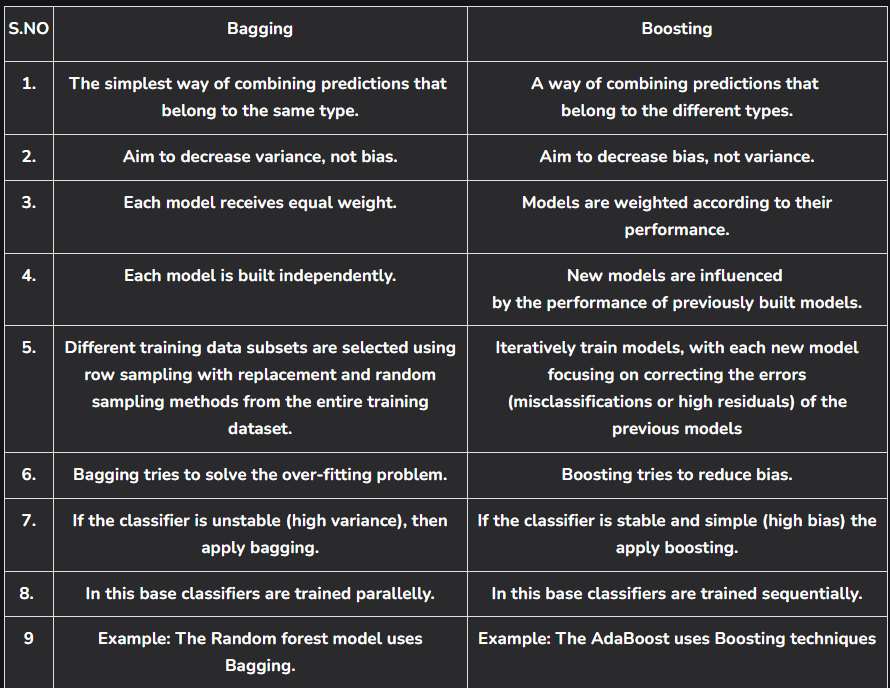 S.NO Bagging Boosting
1. The simplest way of combining predictions that
belong to the same type.
A way of combining predictions that
belong to the different types.
2. Aim to decrease variance, not bias. Aim to decrease bias, not variance.
3. Each model receives equal weight.
Models are weighted according to their
performance.
4. Each model is built independently.
New models are influenced
by the performance of previously built models.
5. Different training data subsets are selected using
row sampling with replacement and random
sampling methods from the entire training
dataset.
Iteratively train models, with each new model
focusing on correcting the errors
(misclassifications or high residuals) of the
previous models
6. Bagging tries to solve the over-fitting problem. Boosting tries to reduce bias.
7. If the classifier is unstable (high variance), then
apply bagging.
If the classifier is stable and simple (high bias) the
apply boosting.
8. In this base classifiers are trained parallelly. In this base classifiers are trained sequentially.
9 Example: The Random forest model uses
Bagging.
Example: The AdaBoost uses Boosting techniques